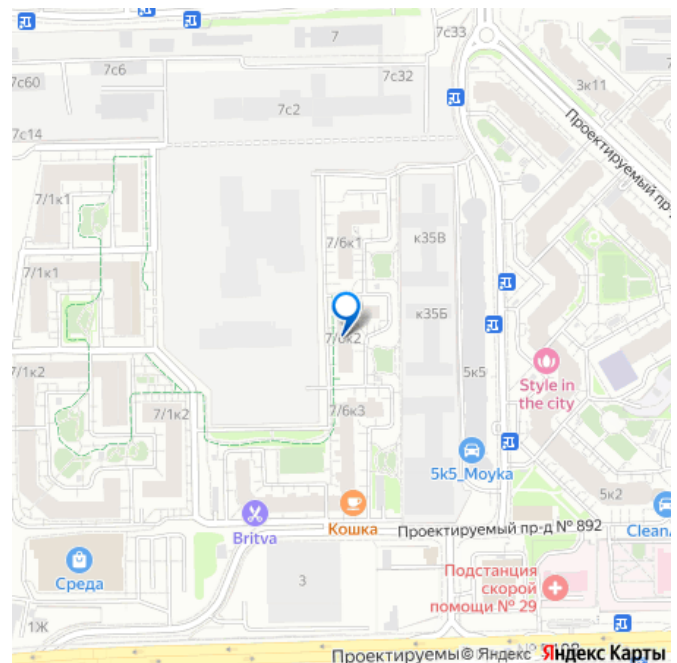 7
7с33
7с6
7с60
7с32
3к11
7с2
7с14
Проектируемый пр
7/1к1
7/6к1
к35В
7/1к1
к35Б
7/6к2
5к5
Style in
the city
7/1к2
7/1к2
7/6к3
5k5_Moyka
5к2
Britva
Кошка
Проектируемый пр-д № 892
Clean
Среда
3
Подстанция
скорой
помощи № 29
1Ж
Проектируемы
© Яндекс
Яндекс Карты